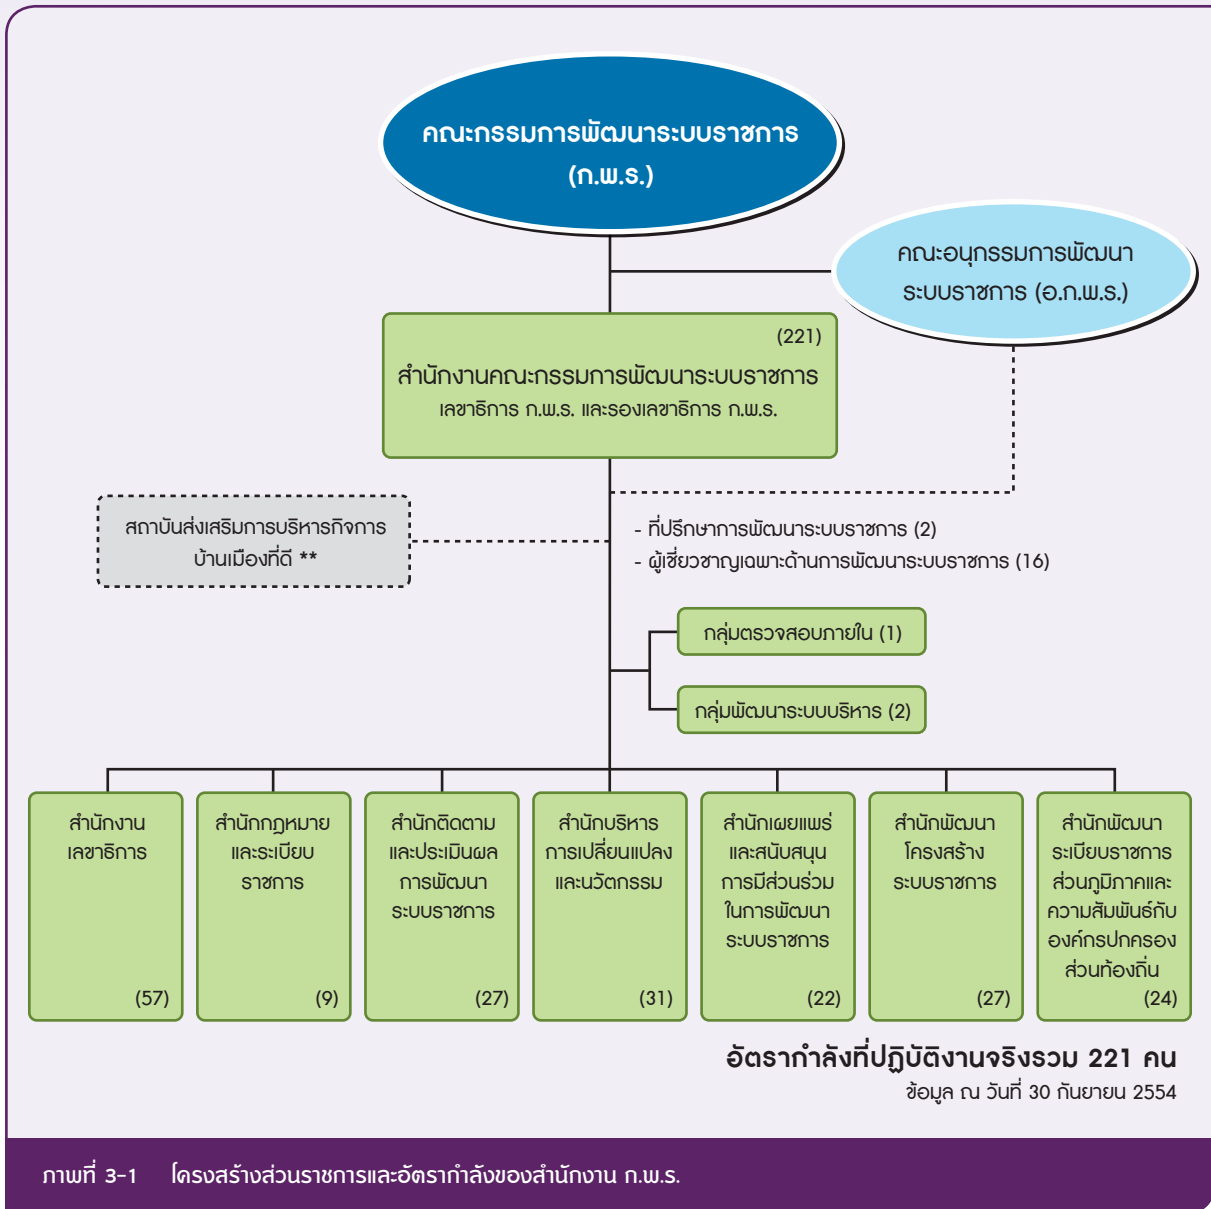 คณะกรรมการพัฒนาระบบราชการ
(ก.พ.ร.)
คณะอนุกรรมการพัฒนา
ระบบราชการ (อ.ก.พ.ร.)
(221)
สำนักงานคณะกรรมการพัฒนาระบบราชการ
เลขาธิการ ก.พ.ร. และรองเลขาธิการ ก.พ.ร.
สถาบันส่งเสริมการบริหารกิจการ
บ้านเมืองที่ดี **
- ที่ปรึกษาการพัฒนาระบบราชการ (2)
- ผู้เชี่ยวชาญเฉพาะด้านการพัฒนาระบบราชการ (16)
กลุ่มตรวจสอบภายใน (1)
กลุ่มพัฒนาระบบบริหาร (2)
สำนักงาน
เลขาธิการ
(57)
สำนักกฎหมาย
และระเบียบ
ราชการ
(9)
สำนักติดตาม
และประเมินผล
การพัฒนา
ระบบราชการ
(27)
สำนักบริหาร
การเปลี่ยนแปลง
และนวัตกรรม
(31)
สำนักเผยแพร่
และสนับสนุน
การมีส่วนร่วม
ในการพัฒนา
ระบบราชการ
(22)
สำนักพัฒนา
โครงสร้าง
ระบบราชการ
(27)
สำนักพัฒนา
ระเบียบราชการ
ส่วนภูมิภาคและ
ความสัมพันธ์กับ
องค์กรปกครอง
ส่วนท้องถิ่น
(24)
อัตรากำลังที่ปฏิบัติงานจริงรวม 221 คน
ข้อมูล ณ วันที่ 30 กันยายน 2554
ภาพที่ 3-1 โครงสร้างส่วนราชการและอัตรากำลังของสำนักงาน ก.พ.ร.